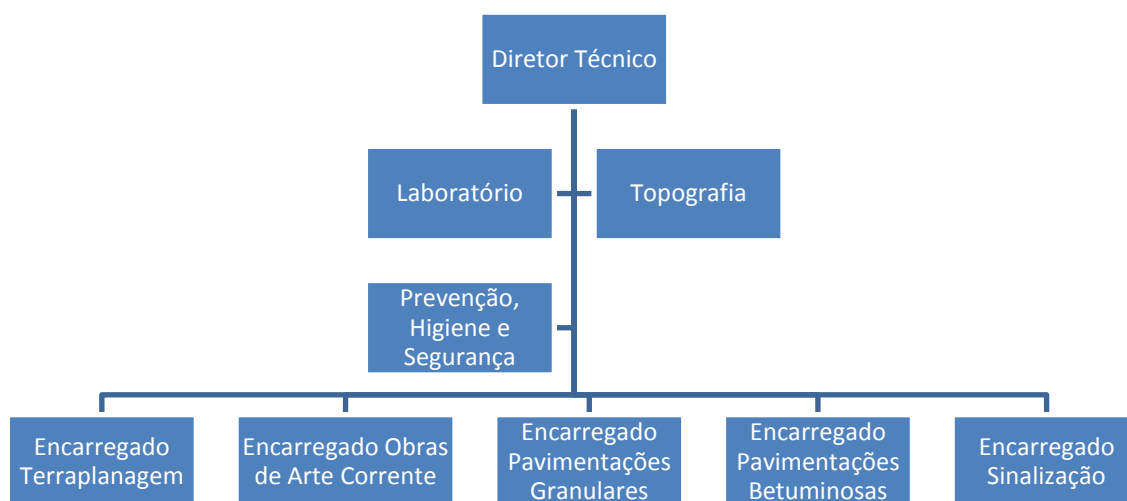 Diretor Técnico
Laboratório
Topografia
Prevenção,
Higiene e
Segurança
Encarregado
Terraplanagem
Encarregado Obras
de Arte Corrente
Encarregado
Pavimentações
Granulares
Encarregado
Pavimentações
Betuminosas
Encarregado
Sinalização